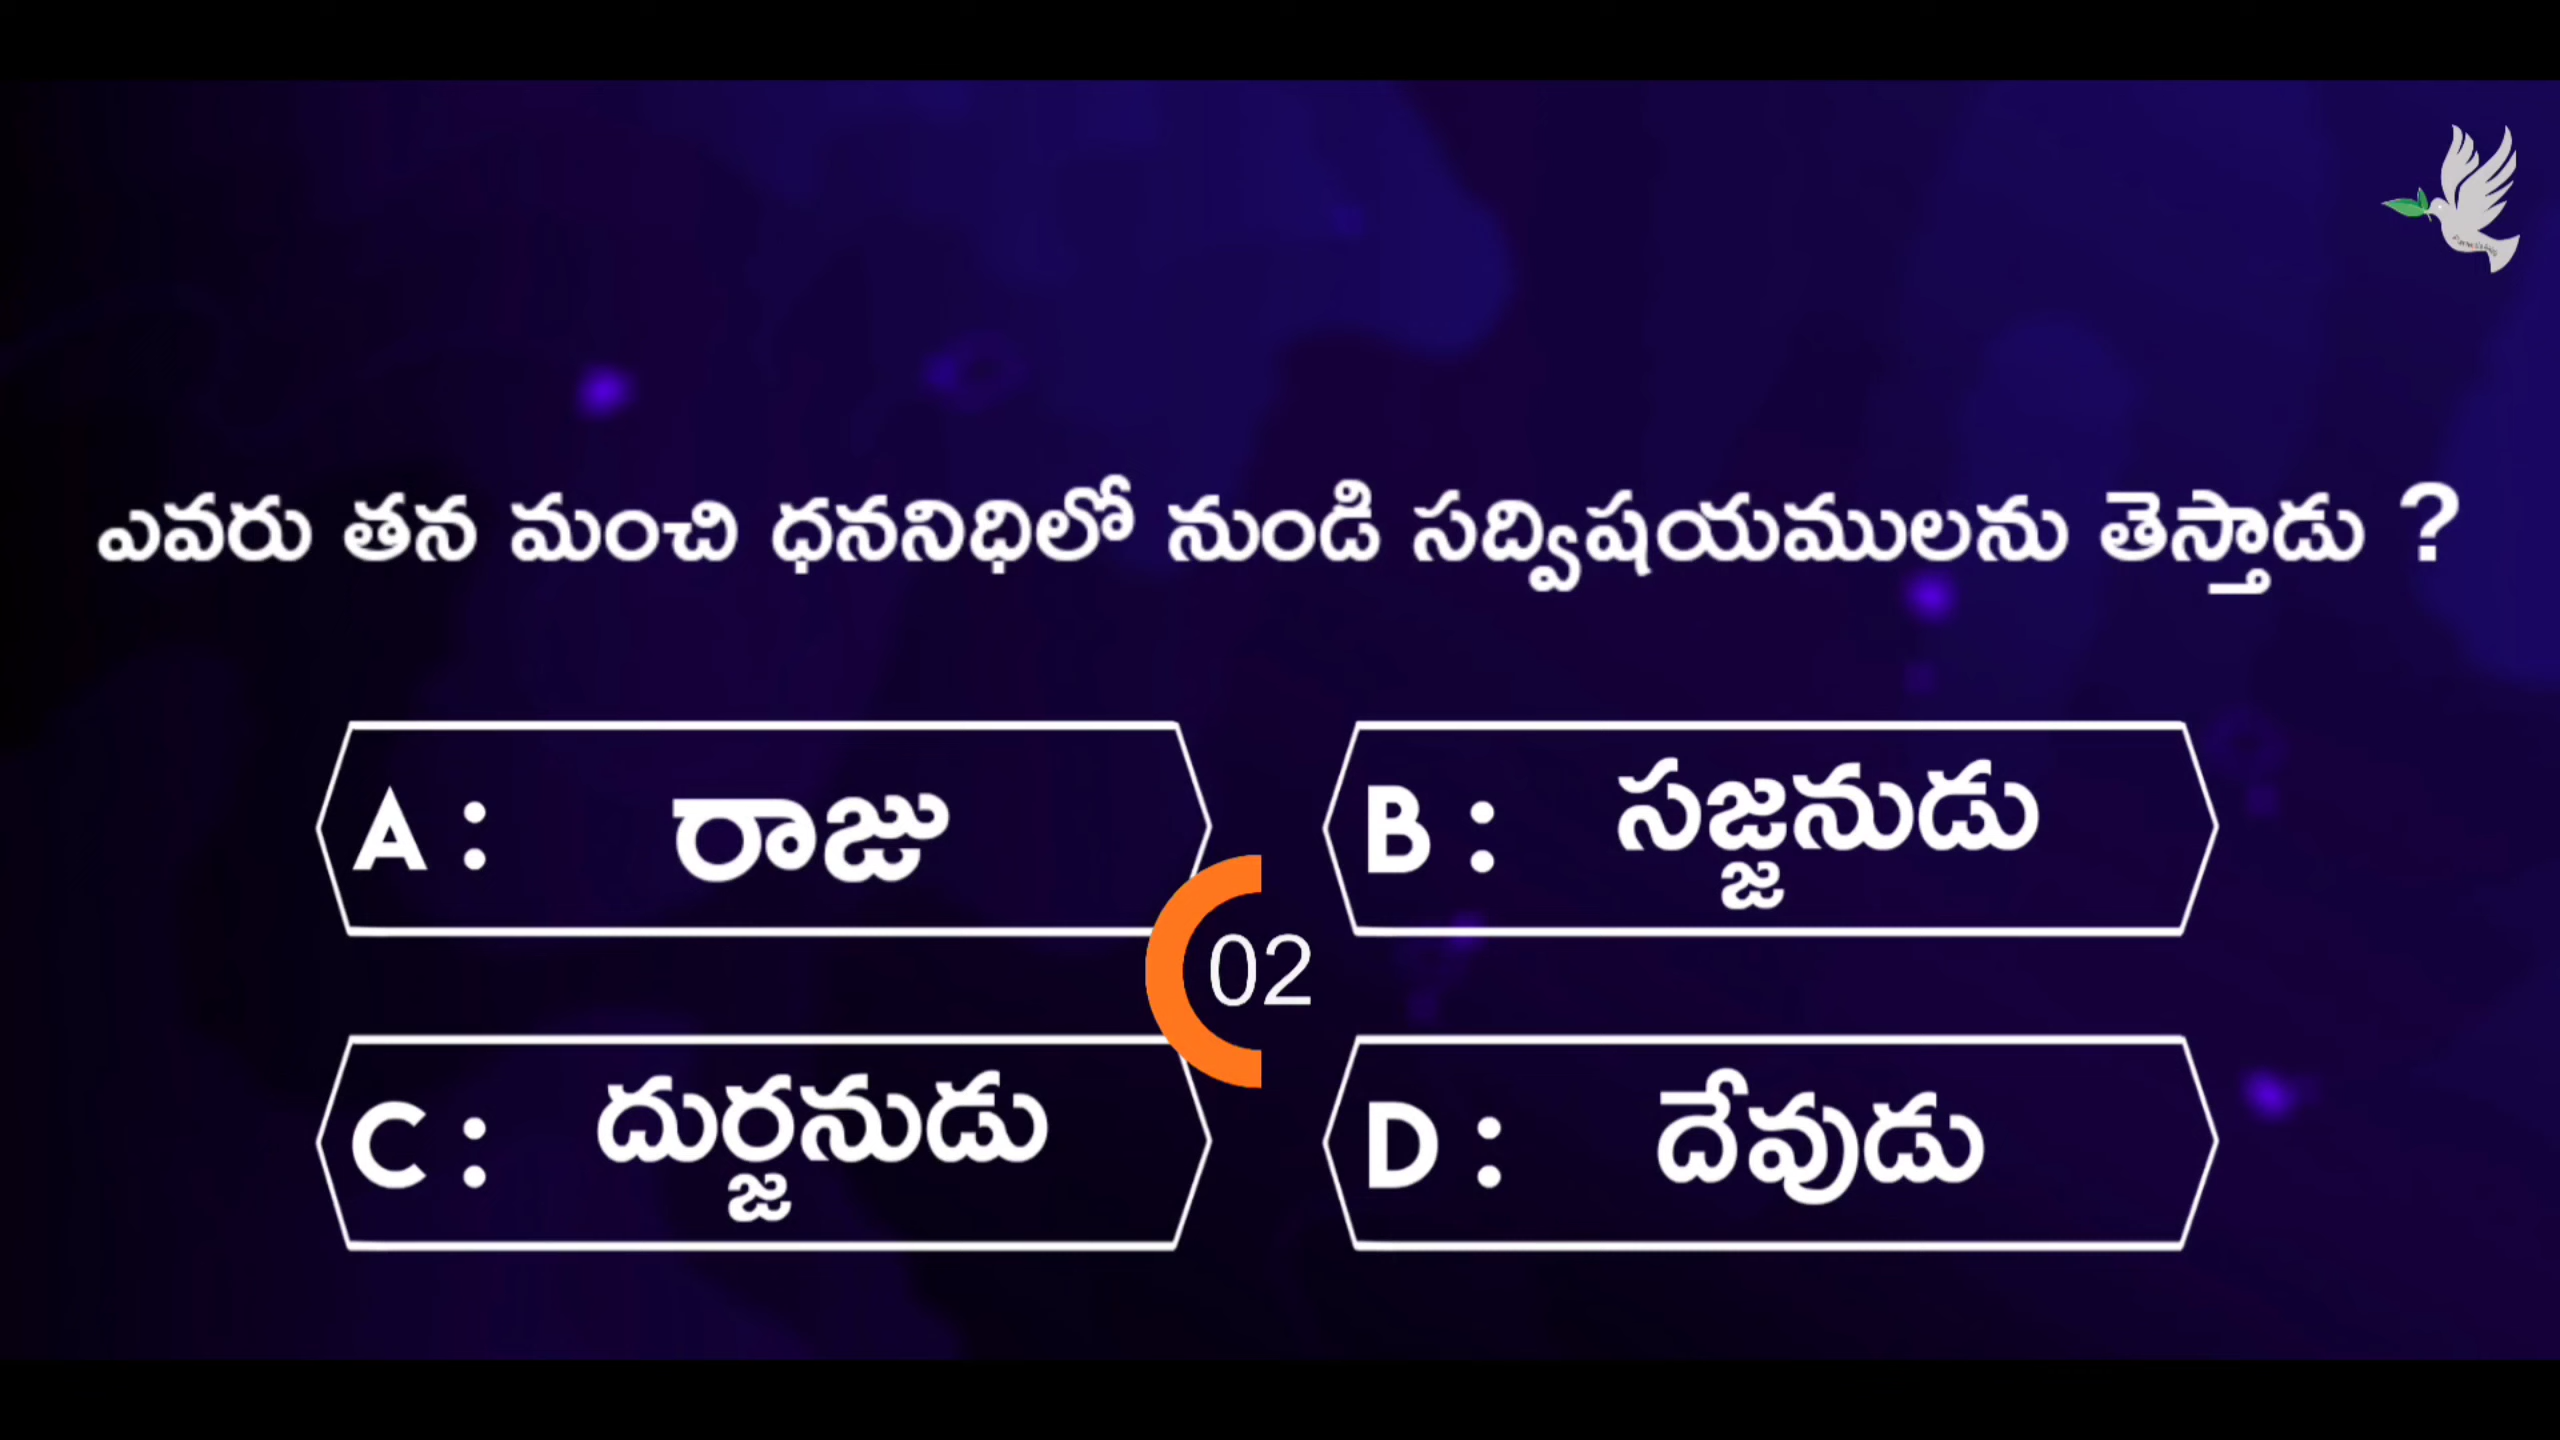 ఎవరు తన మంచి ధననిధిలో నుండి సద్విషయములను తెస్తాడు ?
A : రాజు
B : సజ్జనుడు
02
C : దుర్జనుడు
D : దేవుడు